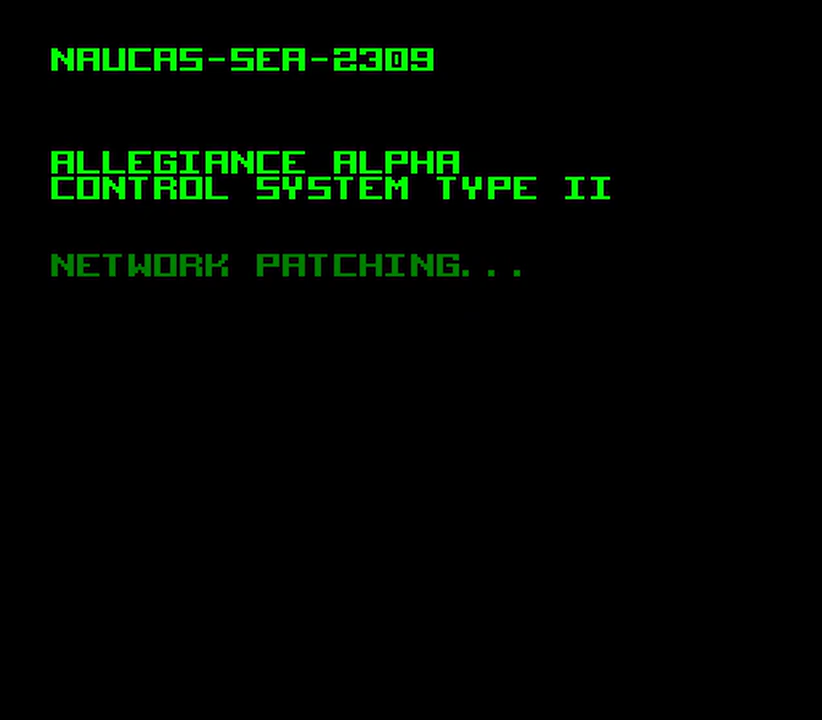 NAUCAS-SEA-2309
ALLEGIANCE ALPHA
CONTROL SYSTEM TYPE II
NETWORK PATCHING...